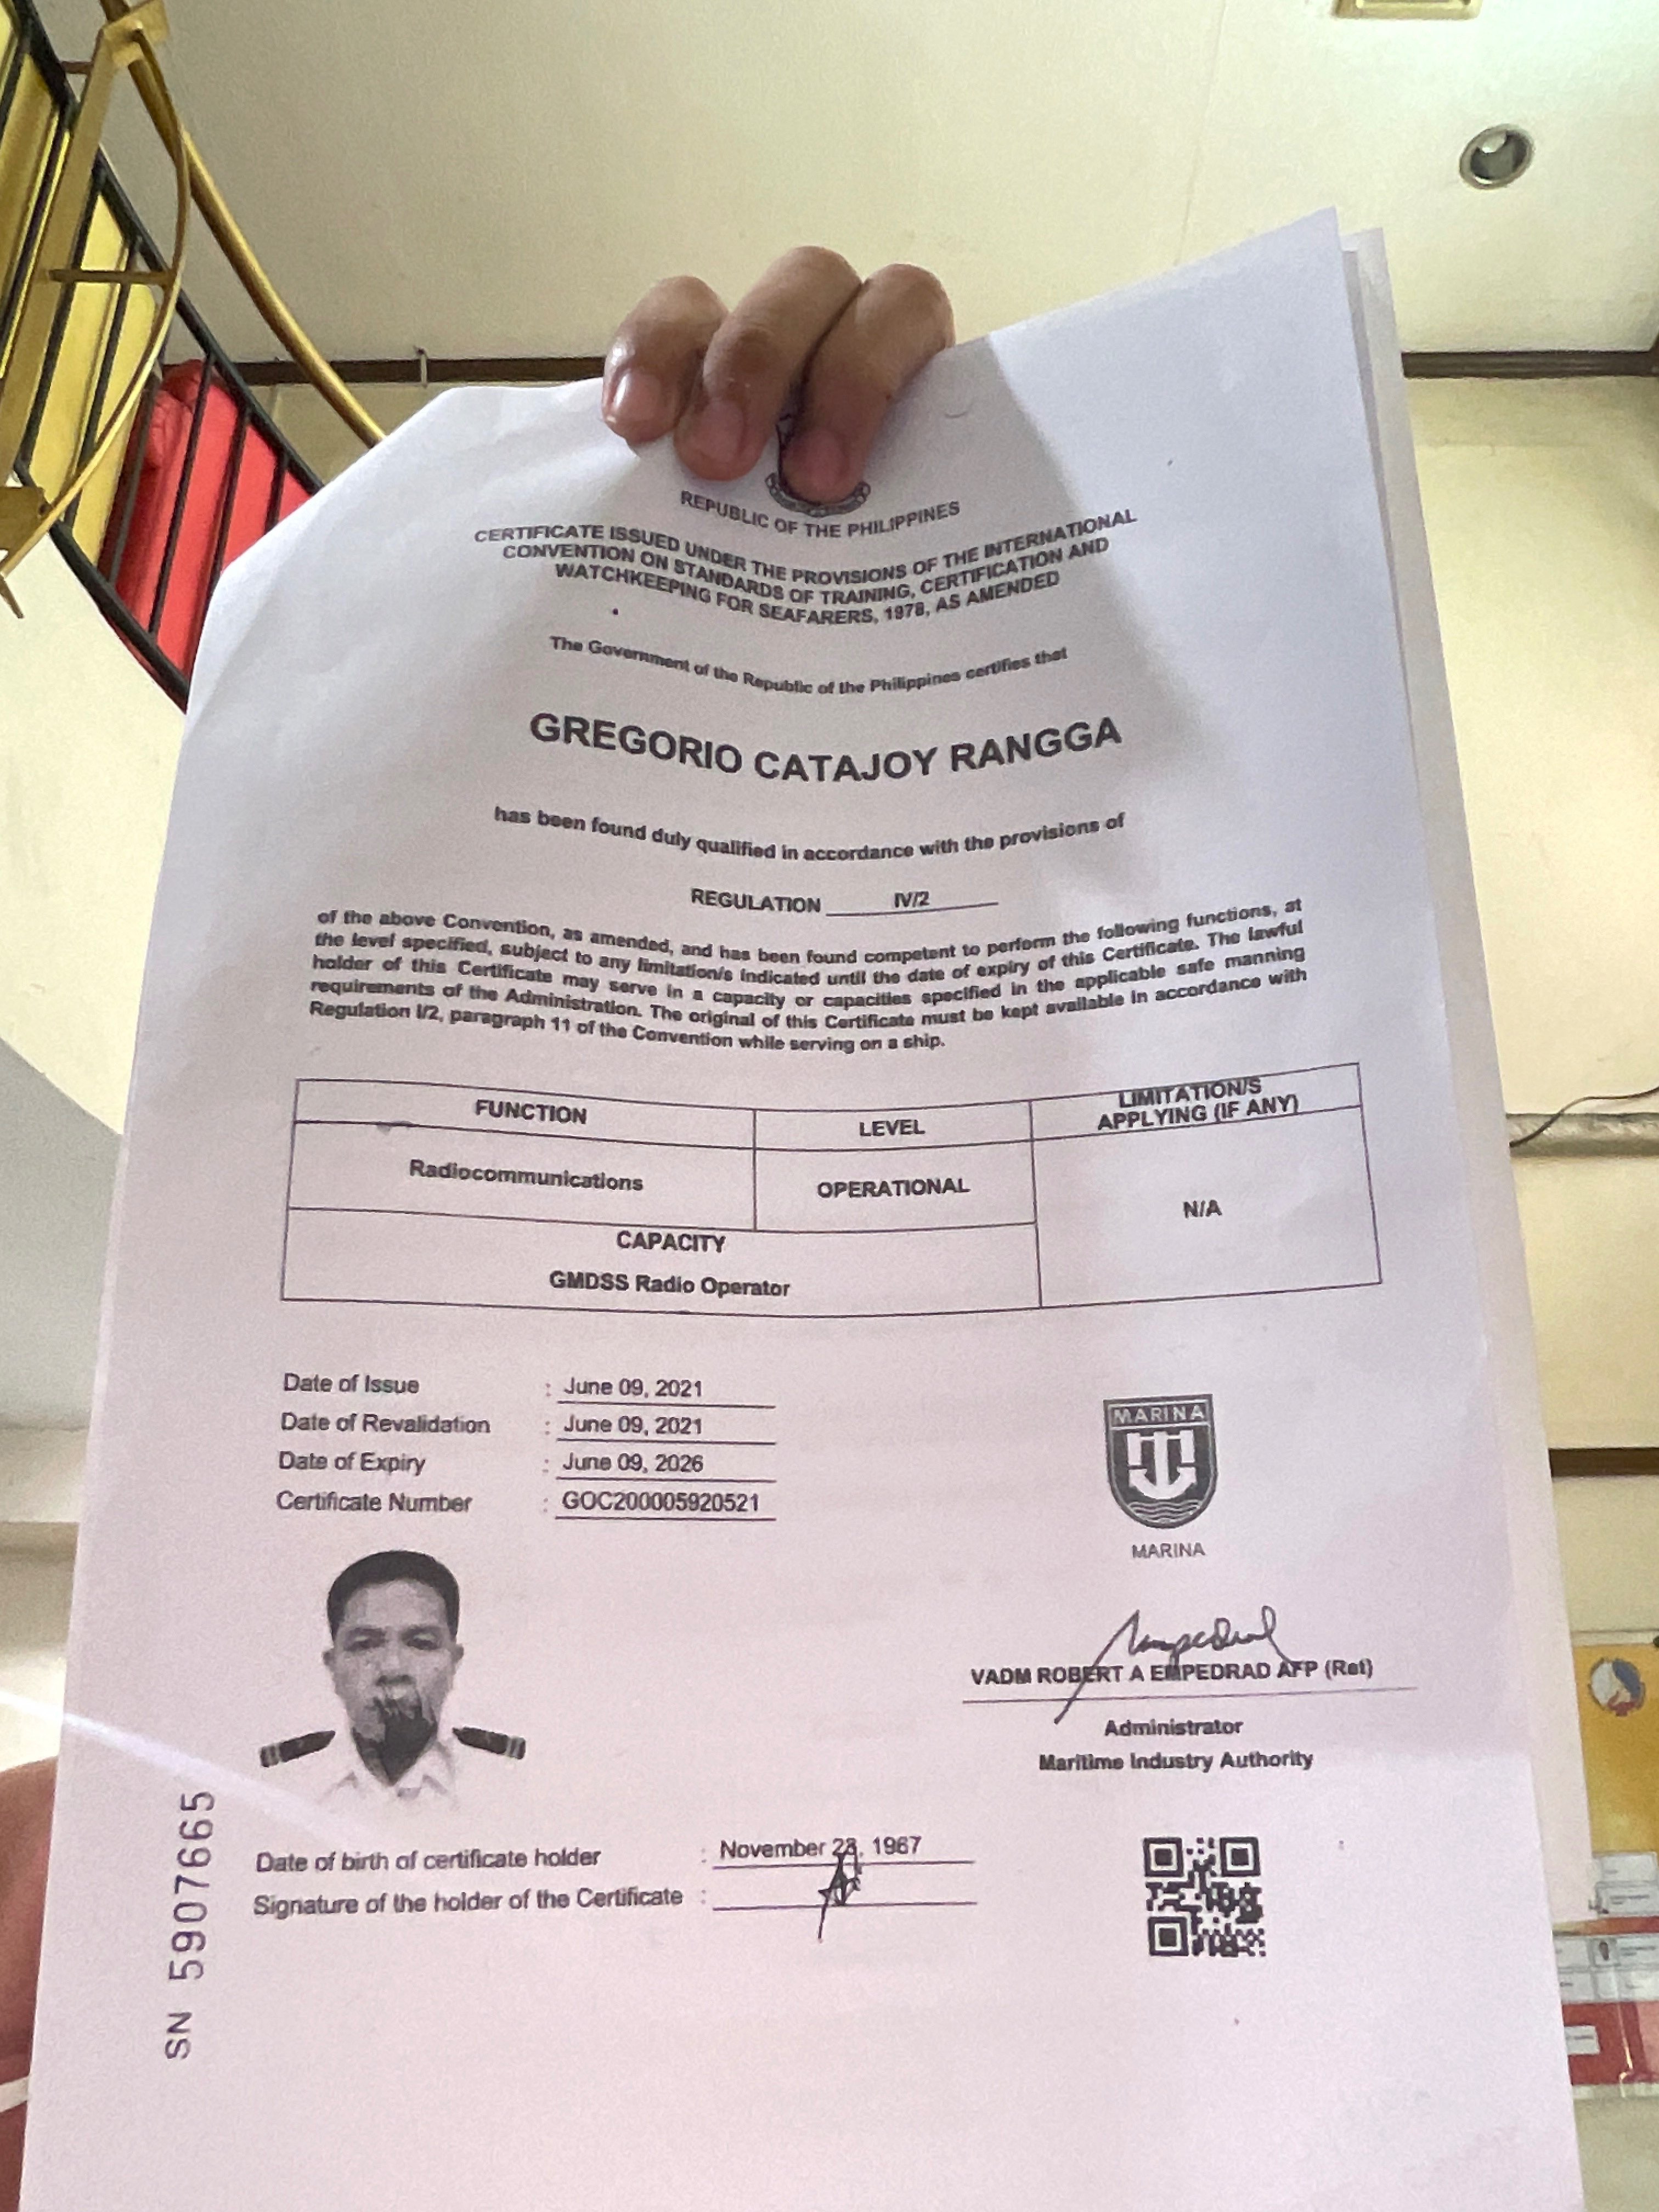 REPUBLIC OF THE PHILIPPINES
CERTIFICATE ISSUED UNDER THE PROVISIONS OF THE INTERNATIONAL
CONVENTION ON STANDARDS OF TRAINING, CERTIFICATION AND
WATCHKEEPING FOR SEAFARERS, 1978, AS AMENDED
The Government of the Republic of the Philippines certifies that
GREGORIO CATAJOY RANGGA
has been found duly qualified in accordance with the provisions of
REGULATION IV/2
of the above Convention, as amended, and has been found competent to perform the following functions, at
the level specified, subject to any limitation/s indicated until the date of expiry of this Certificate. The lawful
holder of this Certificate may serve in a capacity or capacities specified in the applicable safe manning
requirements of the Administration. The original of this Certificate must be kept available in accordance with
Regulation I/2, paragraph 11 of the Convention while serving on a ship.
FUNCTION LEVEL LIMITATION/S
APPLYING (IF ANY)
Radiocommunications OPERATIONAL N/A
CAPACITY
GMDSS Radio Operator
Date of Issue : June 09, 2021
Date of Revalidation : June 09, 2021
Date of Expiry : June 09, 2026
Certificate Number : GOC200005920521
MARINA
MARINA
VADM ROBERT A EMPEDRAD AFP (Ret)
Administrator
Maritime Industry Authority
Date of birth of certificate holder : November 23, 1967
Signature of the holder of the Certificate :
SN 5907665